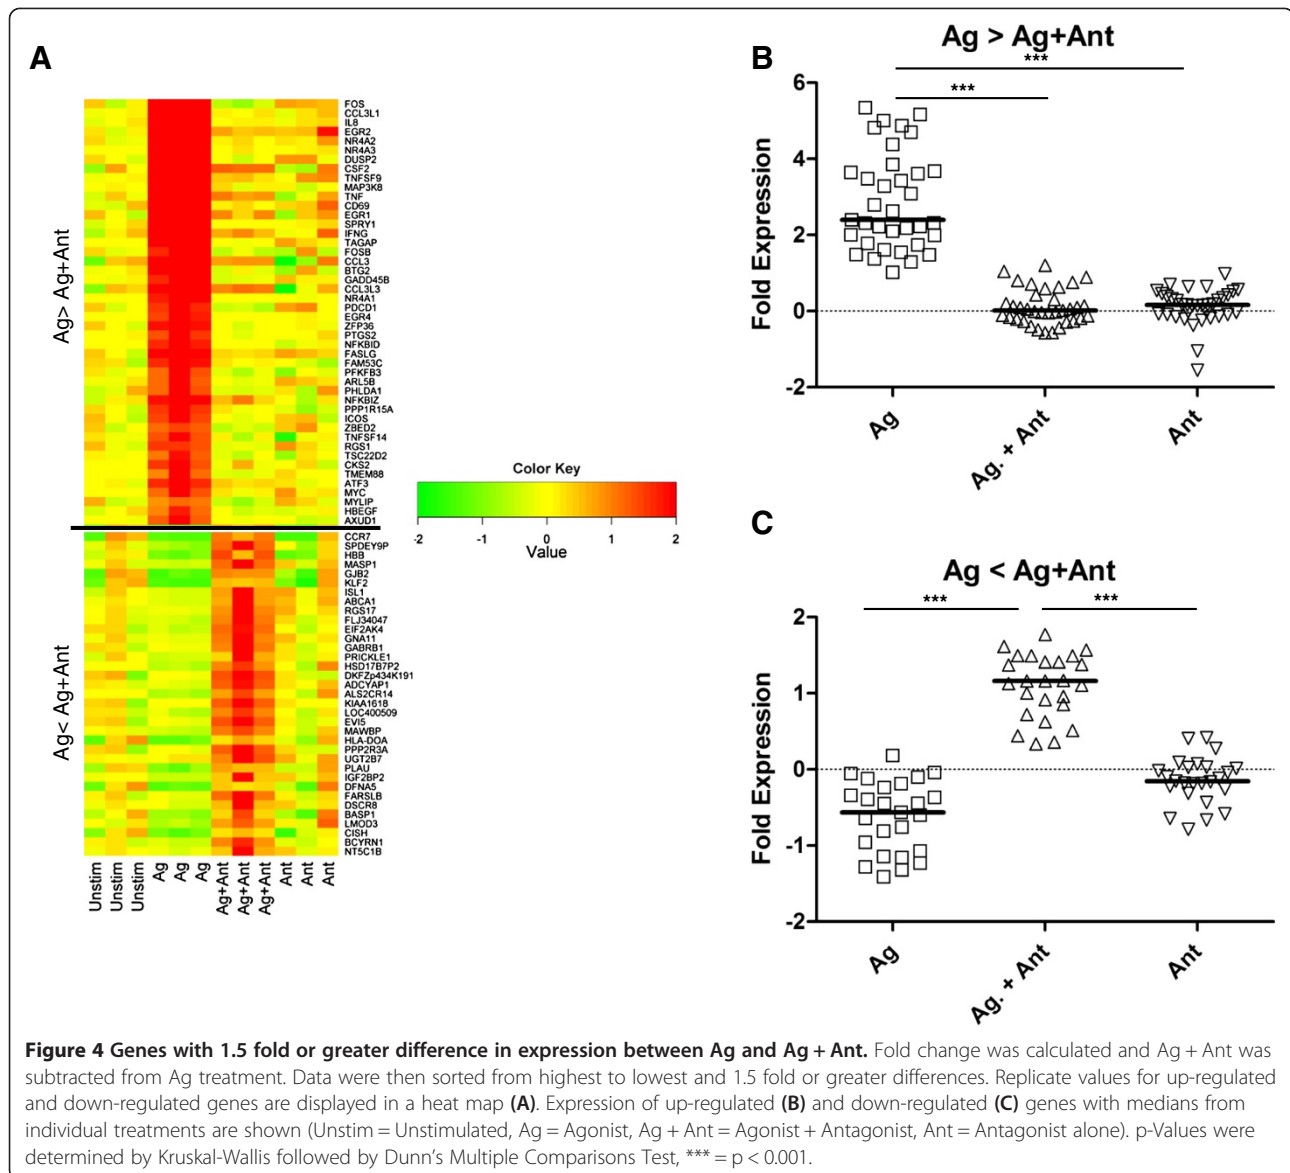 A
Ag> Ag+Ant
FOS
CCL3L1
IL8
EGR2
NR4A2
NR4A3
DUSP2
CSF2
TNFSF9
MAP3K8
TNF
CD69
EGR1
SPRY1
IFNG
TAGAP
FOSB
CCL3
BTG2
GADD45B
CCL3L3
NR4A1
PDCD1
EGR4
ZFP36
PTGS2
NFKBID
FASLG
FAM53C
PFKFB3
ARL5B
PHLDA1
NFKBIZ
PPP1R15A
ICOS
ZBED2
TNFSF14
RGS1
TSC22D2
CKS2
TMEM88
ATF3
MYC
MYLIP
HBEGF
AXUD1
Ag< Ag+Ant
CCR7
SPDEY9P
HBB
MASP1
GJB2
KLF2
ISL1
ABCA1
RGS17
FLJ34047
EIF2AK4
GNA11
GABRB1
PRICKLE1
HSD17B7P2
DKFZp434K191
ADCYAP1
ALS2CR14
KIAA1618
LOC400509
EVI5
MAWBP
HLA-DOA
PPP2R3A
UGT2B7
PLAU
IGF2BP2
DFNA5
FARSLB
DSCR8
BASP1
LMOD3
CISH
BCYRN1
NT5C1B
Unstim
Unstim
Unstim
Ag
Ag
Ag
Ag+Ant
Ag+Ant
Ag+Ant
Ant
Ant
Ant
Color Key
-2 -1 0 1 2
Value
B
Ag > Ag+Ant
***
***
Fold Expression
6
4
2
0
-2
Ag
Ag. + Ant
Ant
C
Ag < Ag+Ant
*** ***
Fold Expression
2
1
0
-1
-2
Ag
Ag. + Ant
Ant
Figure 4 Genes with 1.5 fold or greater difference in expression between Ag and Ag + Ant. Fold change was calculated and Ag + Ant was
subtracted from Ag treatment. Data were then sorted from highest to lowest and 1.5 fold or greater differences. Replicate values for up-regulated
and down-regulated genes are displayed in a heat map (A). Expression of up-regulated (B) and down-regulated (C) genes with medians from
individual treatments are shown (Unstim = Unstimulated, Ag = Agonist, Ag + Ant = Agonist + Antagonist, Ant = Antagonist alone). p-Values were
determined by Kruskal-Wallis followed by Dunn's Multiple Comparisons Test, *** = p < 0.001.